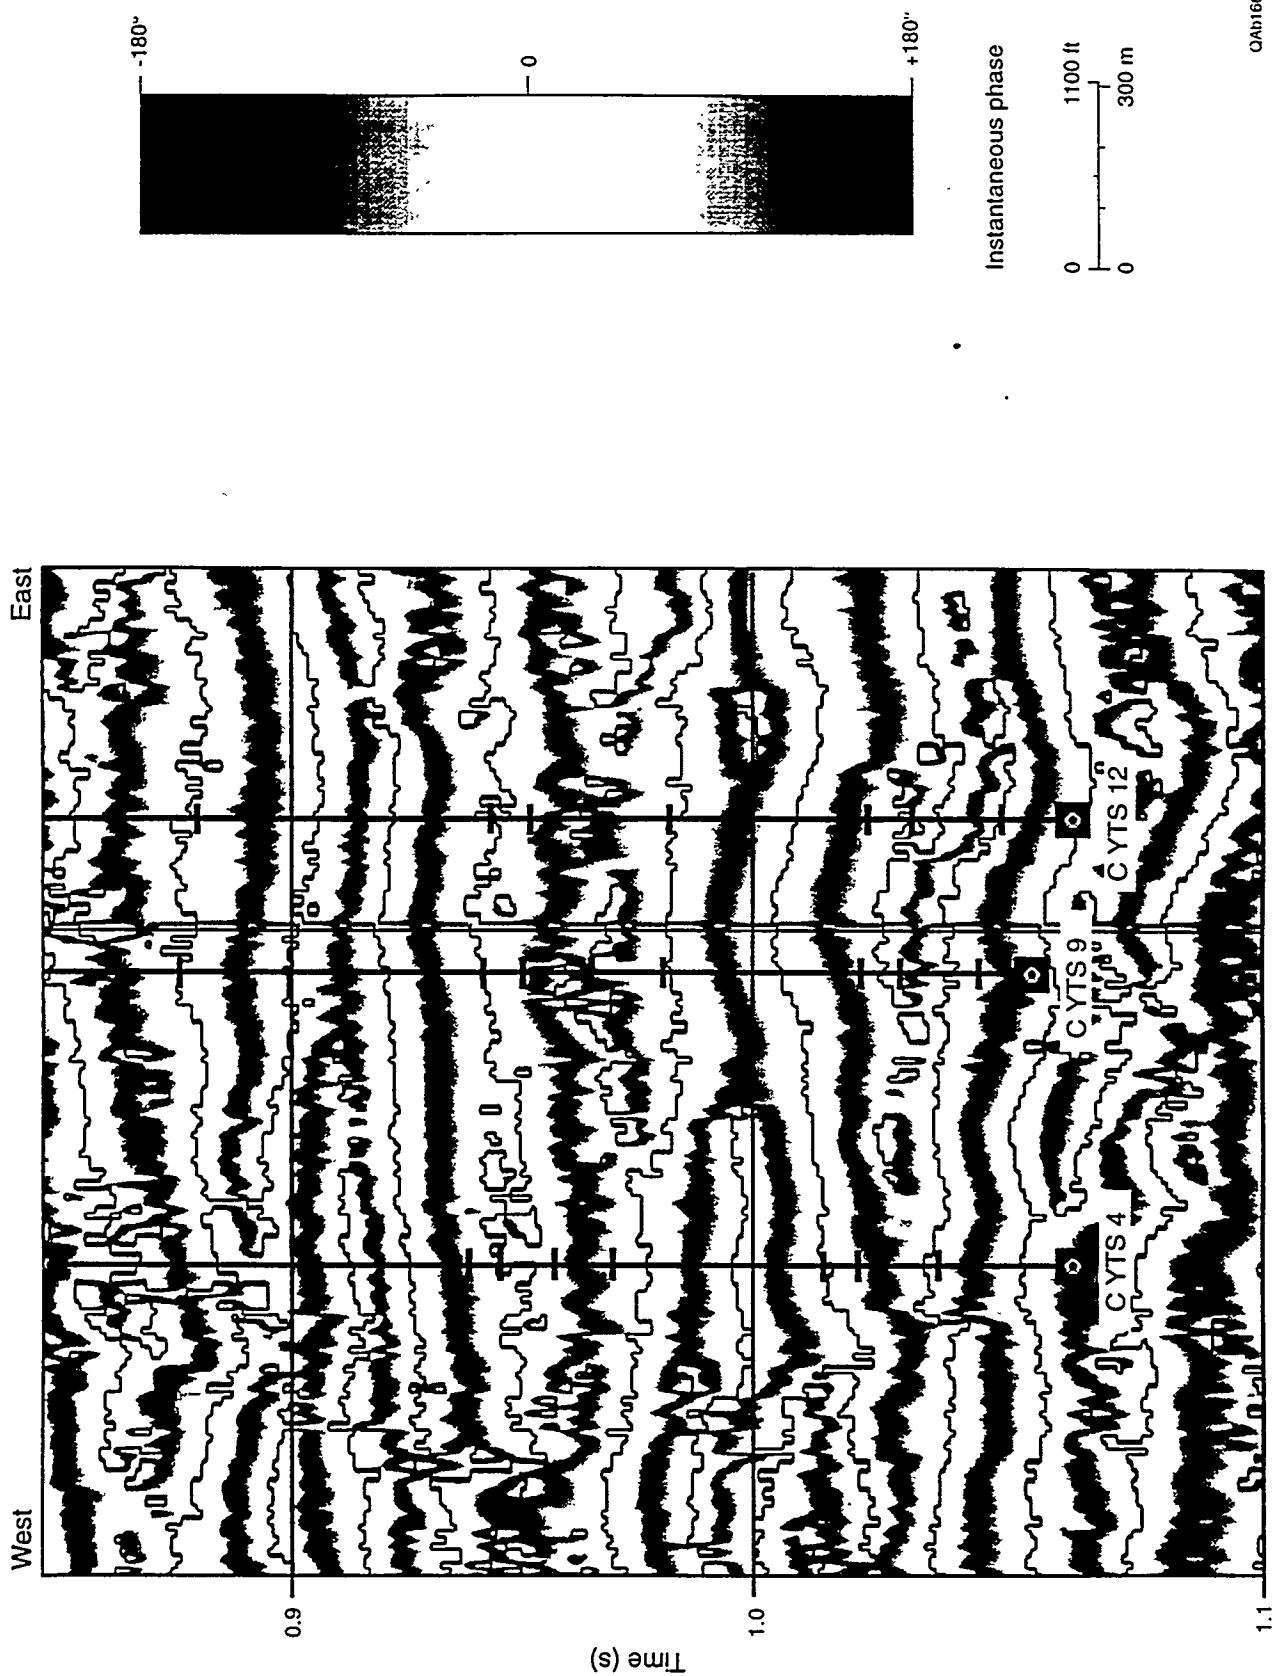 West
East
0.9
1.0
1.1
Time (s)
C YTS 4
C YTS 9
C YTS 12
-180°
0
+180°
Instantaneous phase
0
1100 ft
0
300 m